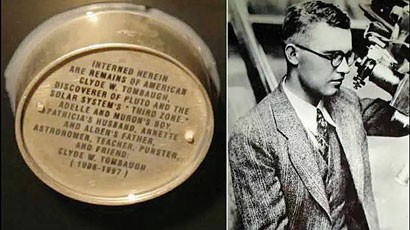 INTERNED HEREIN
ARE REMAINS OF AMERICAN
CLYDE W. TOMBAUGH,
DISCOVERER OF PLUTO AND THE
SOLAR SYSTEM'S "THIRD ZONE."
ADELLE AND MURON'S BOY,
PATRICIA'S HUSBAND, ANNETTE
AND ALDEN'S FATHER,
ASTRONOMER, TEACHER, PUNSTER,
AND FRIEND:
CLYDE W. TOMBAUGH
(1906-1997)